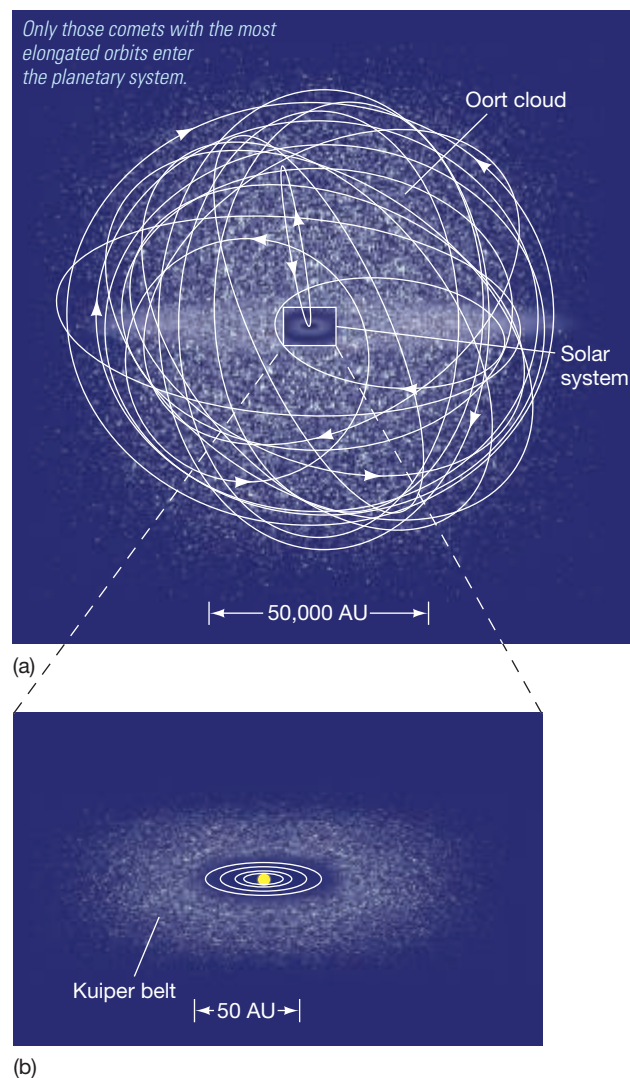 Only those comets with the most
elongated orbits enter
the planetary system.
Oort cloud
Solar
system
50,000 AU
(a)
Kuiper belt
50 AU
(b)